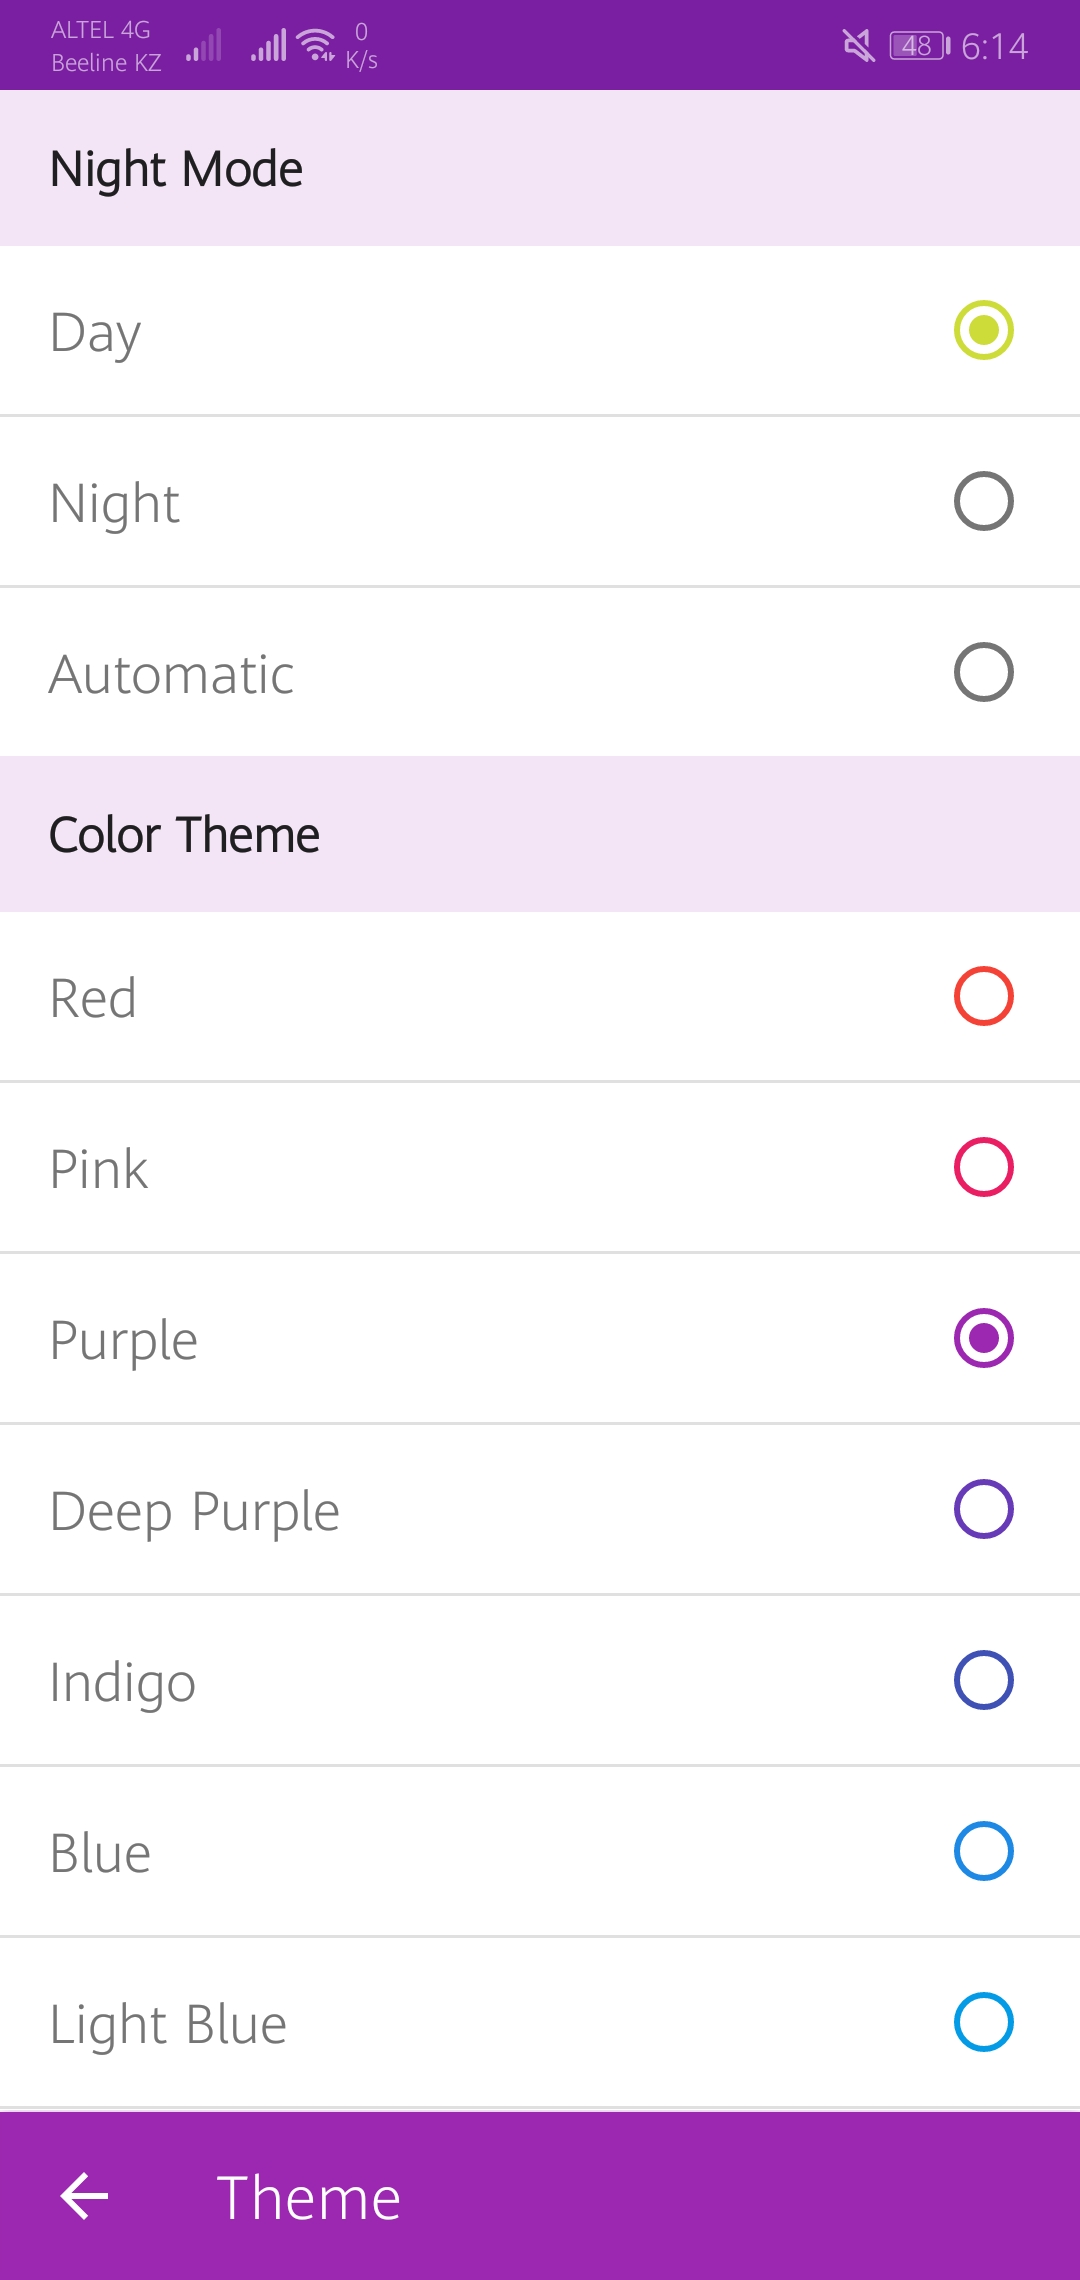 ALTEL 4G
Beeline KZ
0
K/s
48
6:14
Night Mode
Day
Night
Automatic
Color Theme
Red
Pink
Purple
Deep Purple
Indigo
Blue
Light Blue
Theme